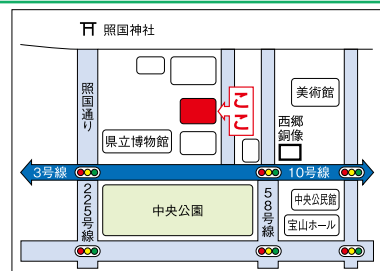 照国神社
照国通り
ここ
美術館
西郷
銅像
県立博物館
3号線
10号線
225号線
中央公園
58号線
中央公民館
宝山ホール